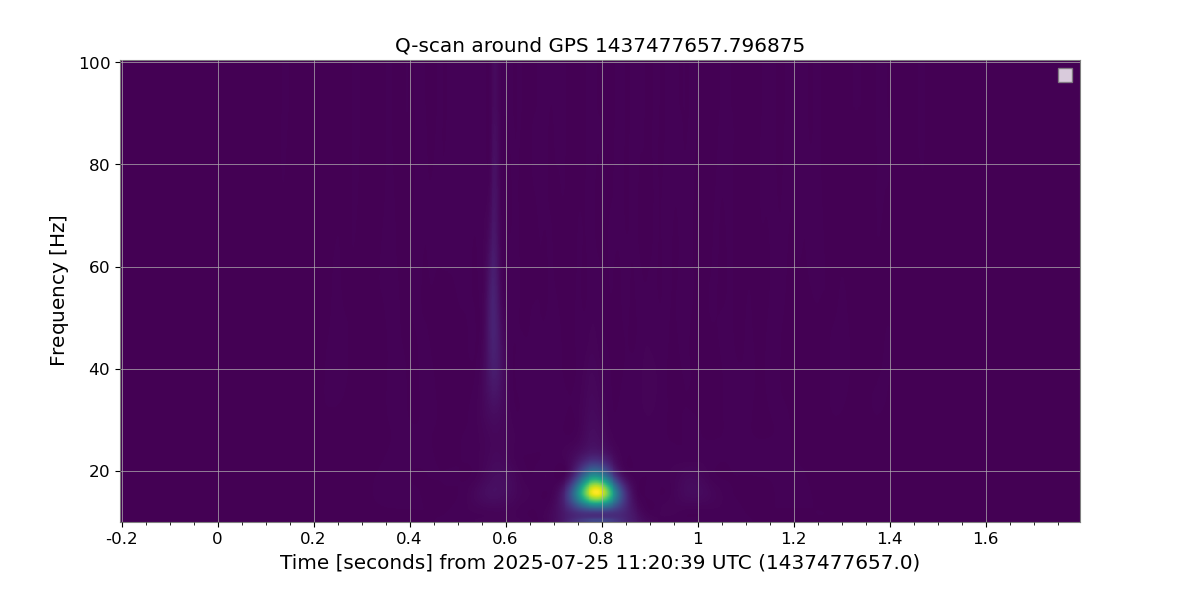 Q-scan around GPS 1437477657.796875
100
80
60
40
20
Frequency [Hz]
-0.2 0 0.2 0.4 0.6 0.8 1 1.2 1.4 1.6
Time [seconds] from 2025-07-25 11:20:39 UTC (1437477657.0)